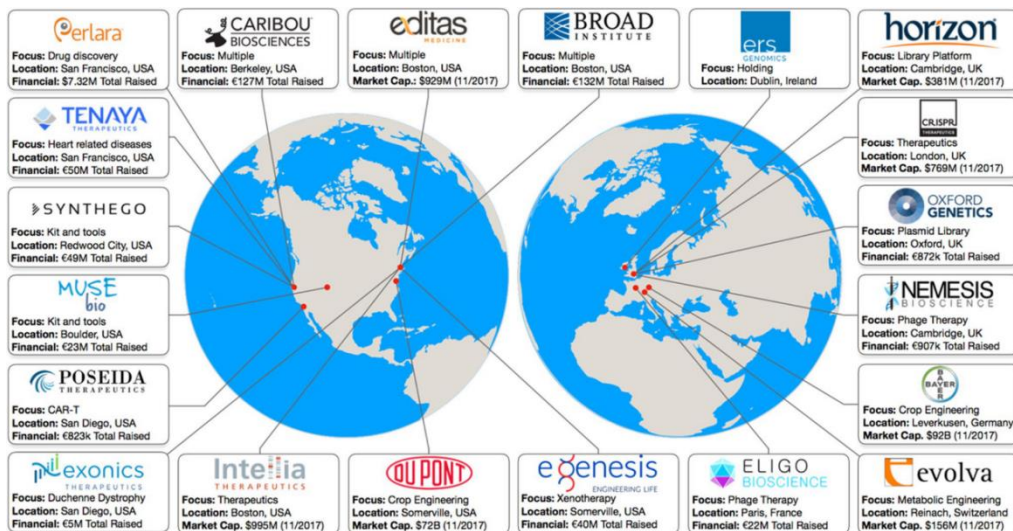 Perlara
Focus: Drug discovery
Location: San Francisco, USA
Financial: $7.32M Total Raised
CARIBOU
BIOSCIENCES
Focus: Multiple
Location: Berkeley, USA
Financial: €127M Total Raised
editas
MEDICINE
Focus: Multiple
Location: Boston, USA
Market Cap.: $929M (11/2017)
BROAD
INSTITUTE
Focus: Multiple
Location: Boston, USA
Financial: €132M Total Raised
ers
GENOMICS
Focus: Holding
Location: Dublin, Ireland
horizon
Focus: Library Platform
Location: Cambridge, UK
Market Cap. $381M (11/2017)
TENAYA
THERAPEUTICS
Focus: Heart related diseases
Location: San Francisco, USA
Financial: €50M Total Raised
CRISPR
THERAPEUTICS
Focus: Therapeutics
Location: London, UK
Market Cap. $769M (11/2017)
SYNTHEGO
Focus: Kit and tools
Location: Redwood City, USA
Financial: €49M Total Raised
OXFORD
GENETICS
Focus: Plasmid Library
Location: Oxford, UK
Financial: €872k Total Raised
MUSE
bio
Focus: Kit and tools
Location: Boulder, USA
Financial: €23M Total Raised
NEMESIS
BIOSCIENCE
Focus: Phage Therapy
Location: Cambridge, UK
Financial: €907k Total Raised
POSEIDA
THERAPEUTICS
Focus: CAR-T
Location: San Diego, USA
Financial: €823k Total Raised
BAYER
BAYER
Focus: Crop Engineering
Location: Leverkusen, Germany
Market Cap. $92B (11/2017)
exonics
THERAPEUTICS
Focus: Duchenne Dystrophy
Location: San Diego, USA
Financial: €5M Total Raised
Intellia
THERAPEUTICS
Focus: Therapeutics
Location: Boston, USA
Market Cap. $995M (11/2017)
DUPONT
Focus: Crop Engineering
Location: Somerville, USA
Market Cap. $72B (11/2017)
eGenesis
ENGINEERING LIFE
Focus: Xenotherapy
Location: Somerville, USA
Financial: €40M Total Raised
ELIGO
BIOSCIENCE
Focus: Phage Therapy
Location: Paris, France
Financial: €22M Total Raised
evolva
Focus: Metabolic Engineering
Location: Reinach, Switzerland
Market Cap. $156M (11/2017)